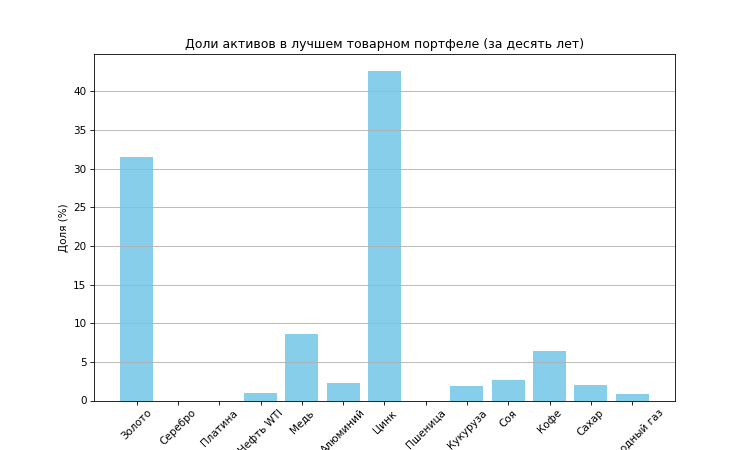 Доли активов в лучшем товарном портфеле (за десять лет)
Доля (%)
40
35
30
25
20
15
10
5
0
Золото
Серебро
Платина
Нефть WTI
Медь
Алюминий
Цинк
Пшеница
Кукуруза
Соя
Кофе
Сахар
одный газ